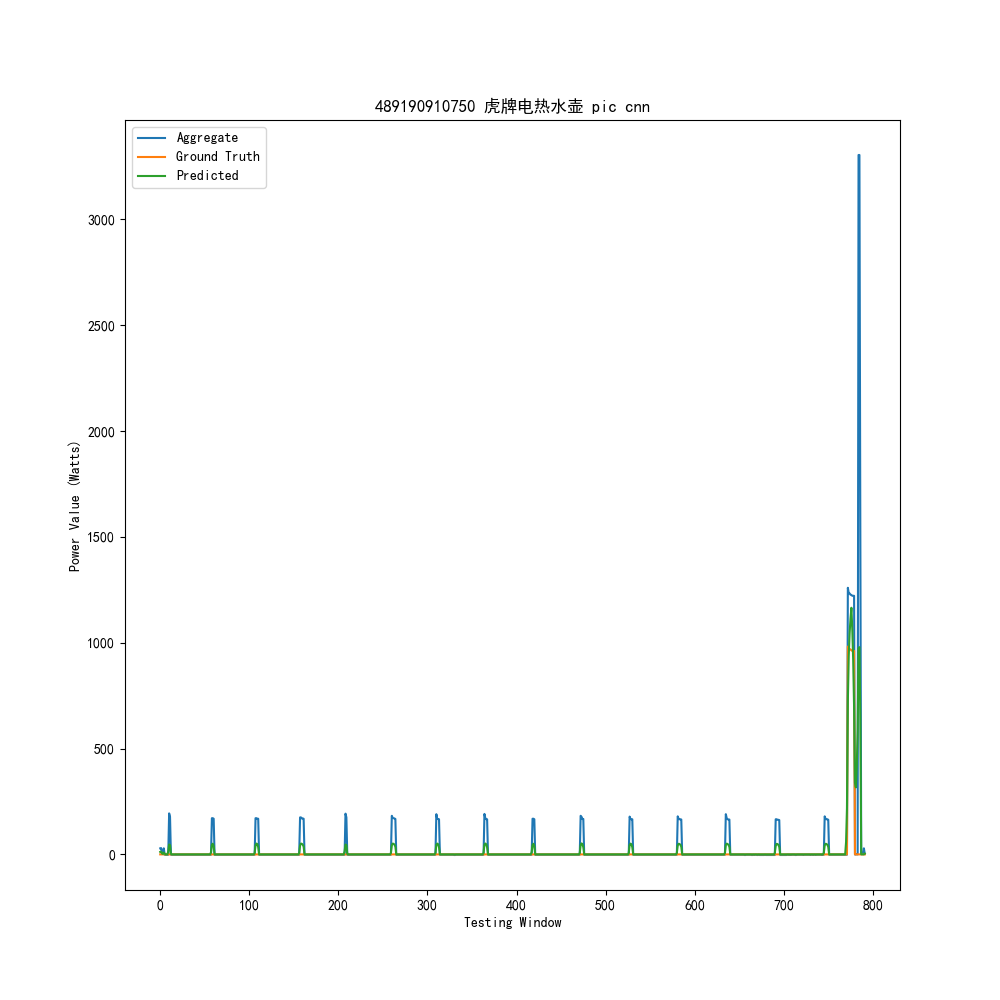 489190910750 虎牌电热水壶 pic cnn
Aggregate
Ground Truth
Predicted
Power Value (Watts)
3000
2500
2000
1500
1000
500
0
0 100 200 300 400 500 600 700 800
Testing Window